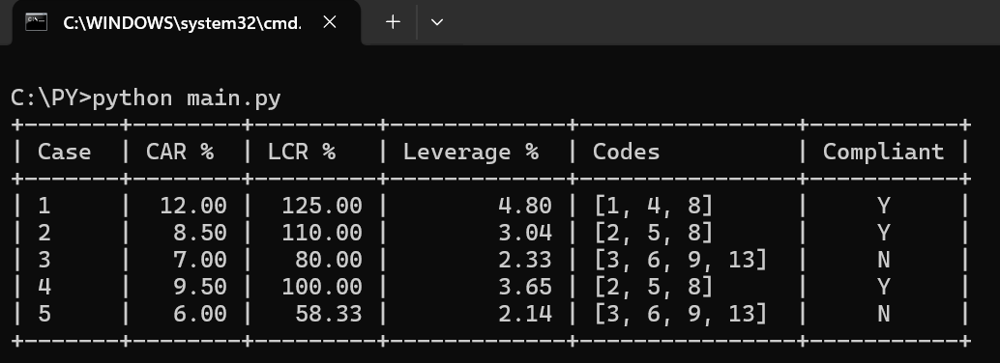 C:\WINDOWS\system32\cmd.
C:\PY>python main.py
+-------+--------+---------+-------------+----------------+-----------+
| Case  | CAR %  | LCR %   | Leverage %  | Codes          | Compliant |
+-------+--------+---------+-------------+----------------+-----------+
| 1     |  12.00 |  125.00 |        4.80 | [1, 4, 8]      |     Y     |
| 2     |   8.50 |  110.00 |        3.04 | [2, 5, 8]      |     Y     |
| 3     |   7.00 |   80.00 |        2.33 | [3, 6, 9, 13]  |     N     |
| 4     |   9.50 |  100.00 |        3.65 | [2, 5, 8]      |     Y     |
| 5     |   6.00 |   58.33 |        2.14 | [3, 6, 9, 13]  |     N     |
+-------+--------+---------+-------------+----------------+-----------+